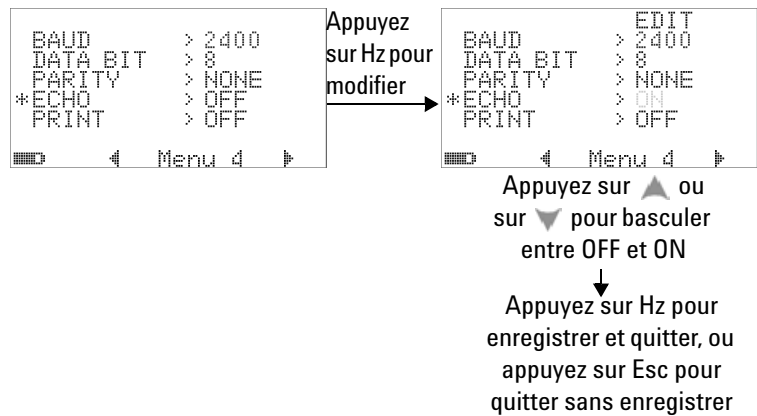 BAUD > 2400
DATA BIT > 8
PARITY > NONE
*ECHO > OFF
PRINT > OFF
Menu 4
Appuyez
sur Hz pour
modifier
EDIT
BAUD > 2400
DATA BIT > 8
PARITY > NONE
*ECHO > ON
PRINT > OFF
Menu 4
Appuyez sur ▲ ou
sur ▼ pour basculer
entre OFF et ON
Appuyez sur Hz pour
enregistrer et quitter, ou
appuyez sur Esc pour
quitter sans enregistrer